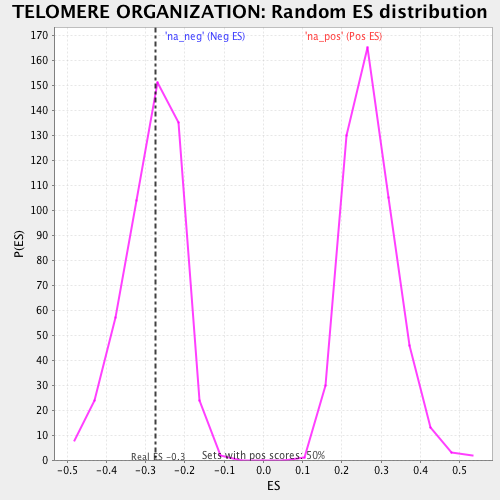 TELOMERE ORGANIZATION: Random ES distribution
'na_neg' (Neg ES)
'na_pos' (Pos ES)
170
160
150
140
130
120
110
100
90
80
70
60
50
40
30
20
10
0
P(ES)
Real ES -0.3
Sets with pos scores: 50%
-0.5 -0.4 -0.3 -0.2 -0.1 0.0 0.1 0.2 0.3 0.4 0.5
ES